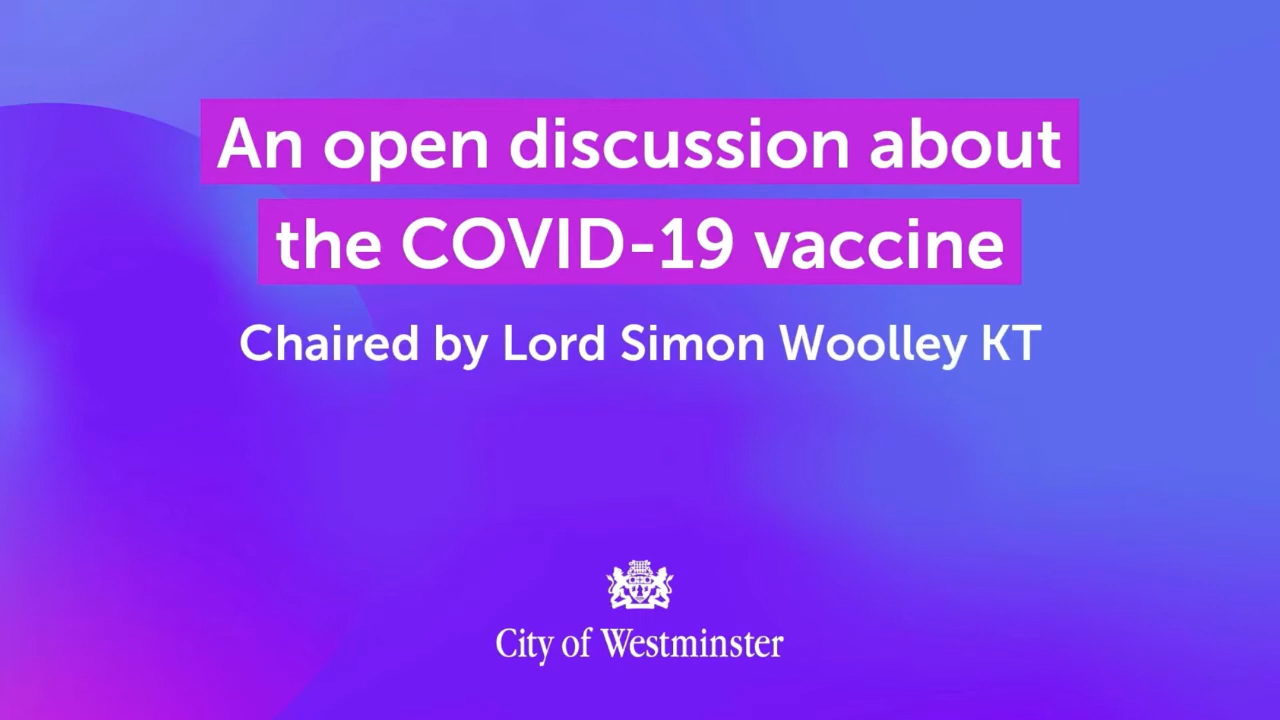 An open discussion about
the COVID-19 vaccine
Chaired by Lord Simon Woolley KT
City of Westminster